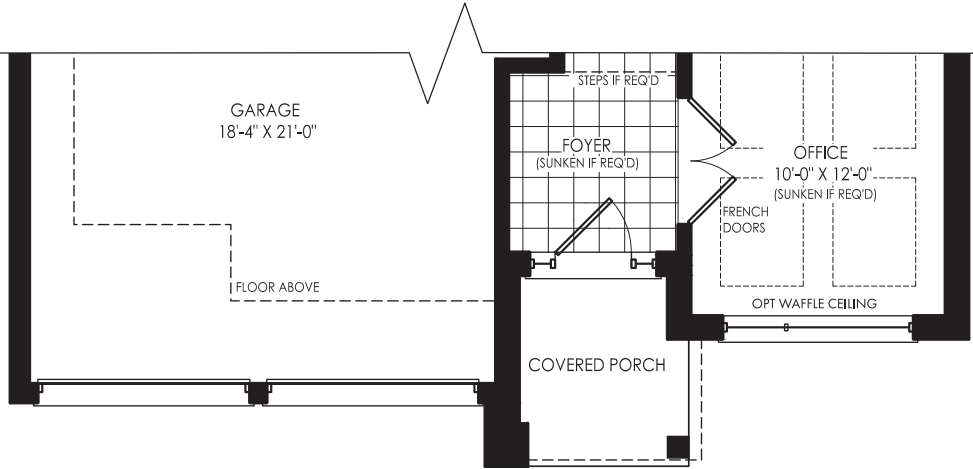 GARAGE
18'-4" X 21'-0"
FLOOR ABOVE
STEPS IF REQ'D
FOYER
(SUNKEN IF REQ'D)
OFFICE
10'-0" X 12'-0"
(SUNKEN IF REQ'D)
FRENCH
DOORS
OPT WAFFLE CEILING
COVERED PORCH